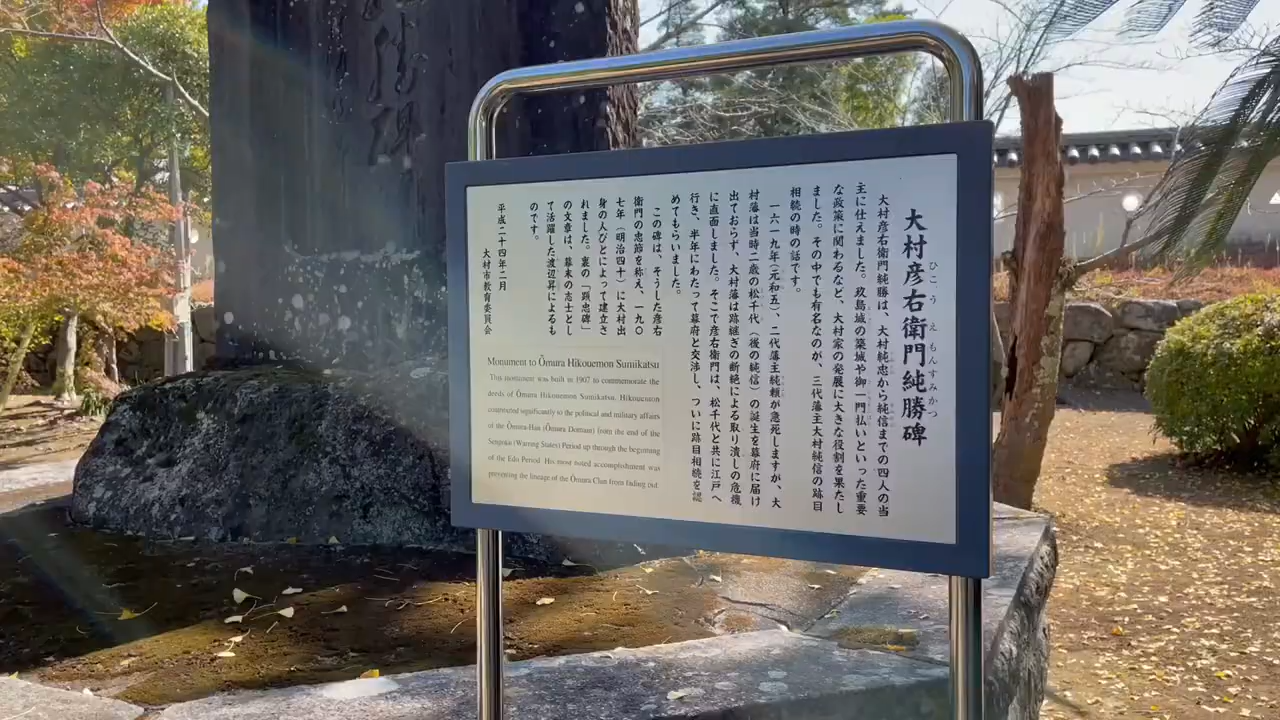 大村彦右衛門純勝碑
ひこうえもんすみかつ
大村彦右衛門純勝は、大村純忠から純信までの四人の当
主に仕えました。玖島城の築城や御一門払いといった重要
な政策に関わるなど、大村家の発展に大きな役割を果たし
ました。その中でも有名なのが、三代藩主大村純信の跡目
相続の時の話です。
一六一九年（元和五）、二代藩主純頼が急死しますが、大
村藩は当時二歳の松千代（後の純信）の誕生を幕府に届け
出ておらず、大村藩は跡継ぎの断絶による取り潰しの危機
に直面しました。そこで彦右衛門は、松千代と共に江戸へ
行き、半年にわたって幕府と交渉し、ついに跡目相続を認
めてもらいました。
この碑は、そうした彦右
衛門の忠節を称え、一九〇
七年（明治四十）に大村出
身の人びとによって建立さ
れました。裏の「顕忠碑」
の文章は、幕末の志士とし
て活躍した渡辺昇によるも
のです。
平成二十四年二月
大村市教育委員会
Monument to Ōmura Hikouemon Sumikatsu
This monument was built in 1907 to commemorate the
deeds of Ōmura Hikouemon Sumikatsu. Hikouemon
contributed significantly to the political and military affairs
of the Ōmura-Han (Ōmura Domain) from the end of the
Sengoku (Warring States) Period up through the beginning
of the Edo Period. His most noted accomplishment was
preventing the lineage of the Ōmura Clan from fading out.
碑